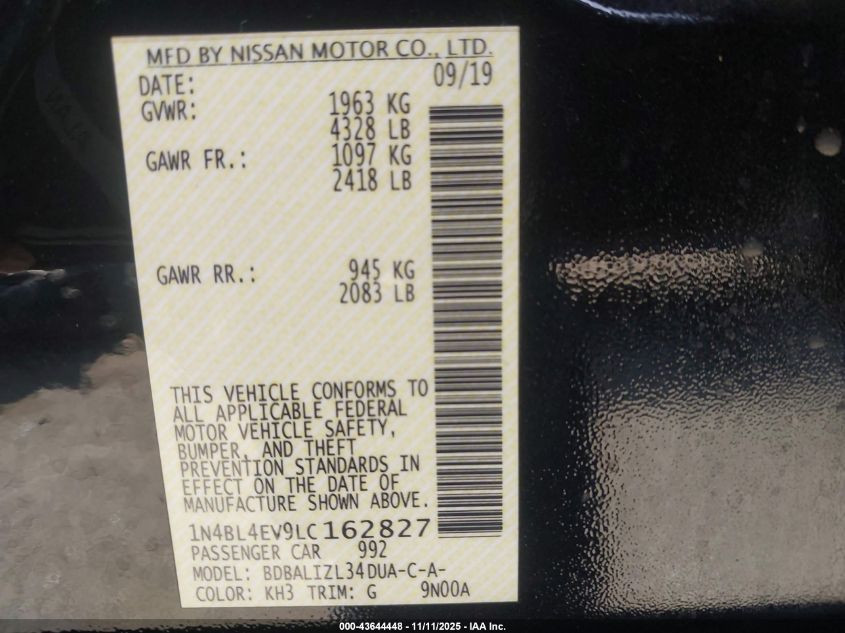 MFD BY NISSAN MOTOR CO., LTD.
DATE: 09/19
GVWR: 1963 KG
4328 LB
GAWR FR.: 1097 KG
2418 LB
GAWR RR.: 945 KG
2083 LB
THIS VEHICLE CONFORMS TO
ALL APPLICABLE FEDERAL
MOTOR VEHICLE SAFETY,
BUMPER, AND THEFT
PREVENTION STANDARDS IN
EFFECT ON THE DATE OF
MANUFACTURE SHOWN ABOVE.
1N4BL4EV9LC162827
PASSENGER CAR 992
MODEL: BDBALIZL34DUA-C-A-
COLOR: KH3 TRIM: G 9N00A
000-43644448 - 11/11/2025 - IAA Inc.